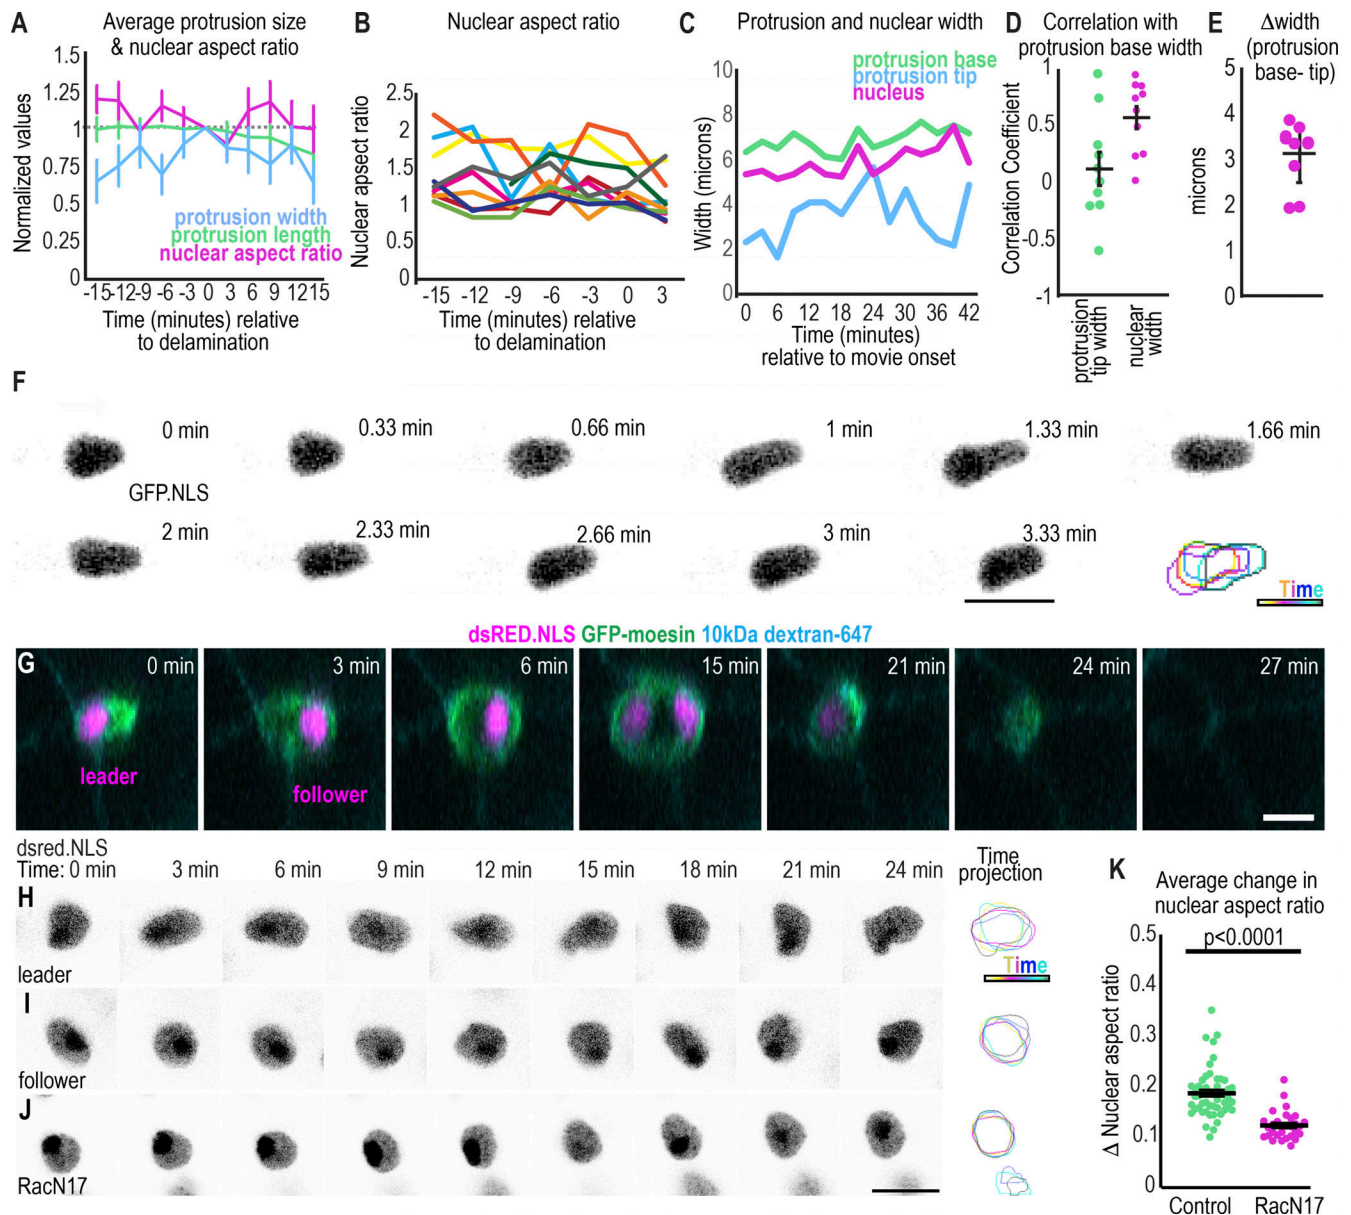 A
Average protrusion size
& nuclear aspect ratio
Normalized values
1.5
1.25
1
0.75
0.5
0.25
0
protrusion width
protrusion length
nuclear aspect ratio
-15-12-9 -6 -3 0 3 6 9 1215
Time (minutes) relative
to delamination
B
Nuclear aspect ratio
Nuclear aspect ratio
2.5
2
1.5
1
0.5
0
-15 -12 -9 -6 -3 0 3
Time (minutes) relative
to delamination
C
Protrusion and nuclear width
protrusion base
protrusion tip
nucleus
Width (microns)
10
8
6
4
2
0
0 6 12 18 24 30 36 42
Time (minutes)
relative to movie onset
D
Correlation with
protrusion base width
Correlation Coefficient
1
0.5
0
-0.5
-1
protrusion
tip width
nuclear
width
E
Δwidth
(protrusion
base- tip)
microns
5
4
3
2
1
0
F
0 min
0.33 min
0.66 min
1 min
1.33 min
1.66 min
GFP.NLS
2 min
2.33 min
2.66 min
3 min
3.33 min
Time
dsRED.NLS GFP-moesin 10kDa dextran-647
G
0 min
3 min
6 min
15 min
21 min
24 min
27 min
leader
follower
dsred.NLS
Time: 0 min 3 min 6 min 9 min 12 min 15 min 18 min 21 min 24 min
Time
projection
H
leader
Time
I
follower
J
RacN17
K
Average change in
nuclear aspect ratio
p<0.0001
Δ Nuclear aspect ratio
0.5
0.4
0.3
0.2
0.1
0
Control RacN17